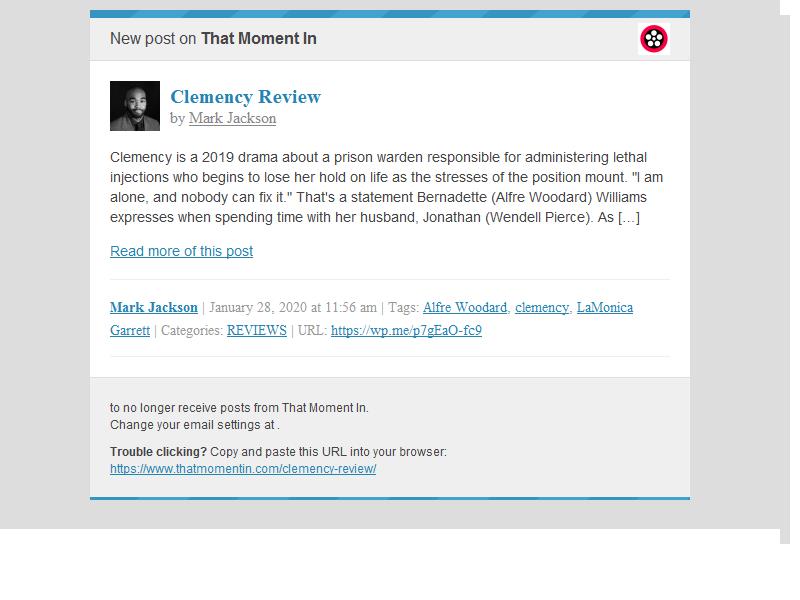 New post on That Moment In
Clemency Review
by Mark Jackson
Clemency is a 2019 drama about a prison warden responsible for administering lethal
injections who begins to lose her hold on life as the stresses of the position mount. "I am
alone, and nobody can fix it." That's a statement Bernadette (Alfre Woodard) Williams
expresses when spending time with her husband, Jonathan (Wendell Pierce). As […]
Read more of this post
Mark Jackson | January 28, 2020 at 11:56 am | Tags: Alfre Woodard, clemency, LaMonica
Garrett | Categories: REVIEWS | URL: https://wp.me/p7gEaO-fc9
to no longer receive posts from That Moment In.
Change your email settings at .
Trouble clicking? Copy and paste this URL into your browser:
https://www.thatmomentin.com/clemency-review/